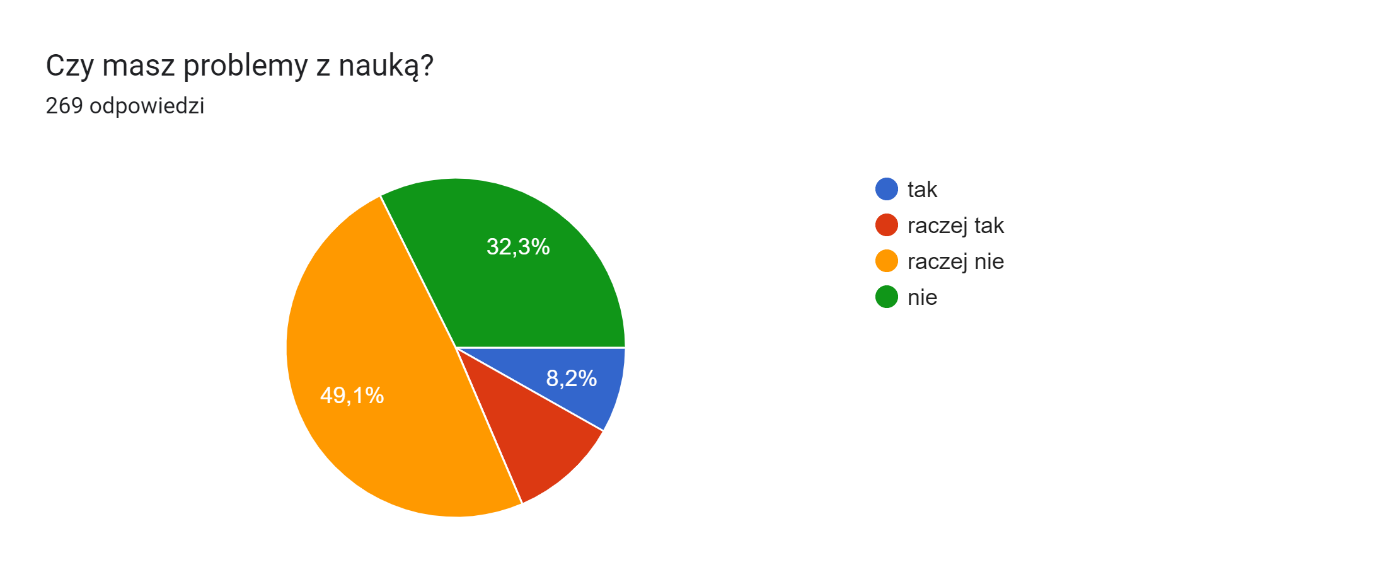 Czy masz problemy z nauką?
269 odpowiedzi
tak
raczej tak
raczej nie
nie
32,3%
8,2%
49,1%